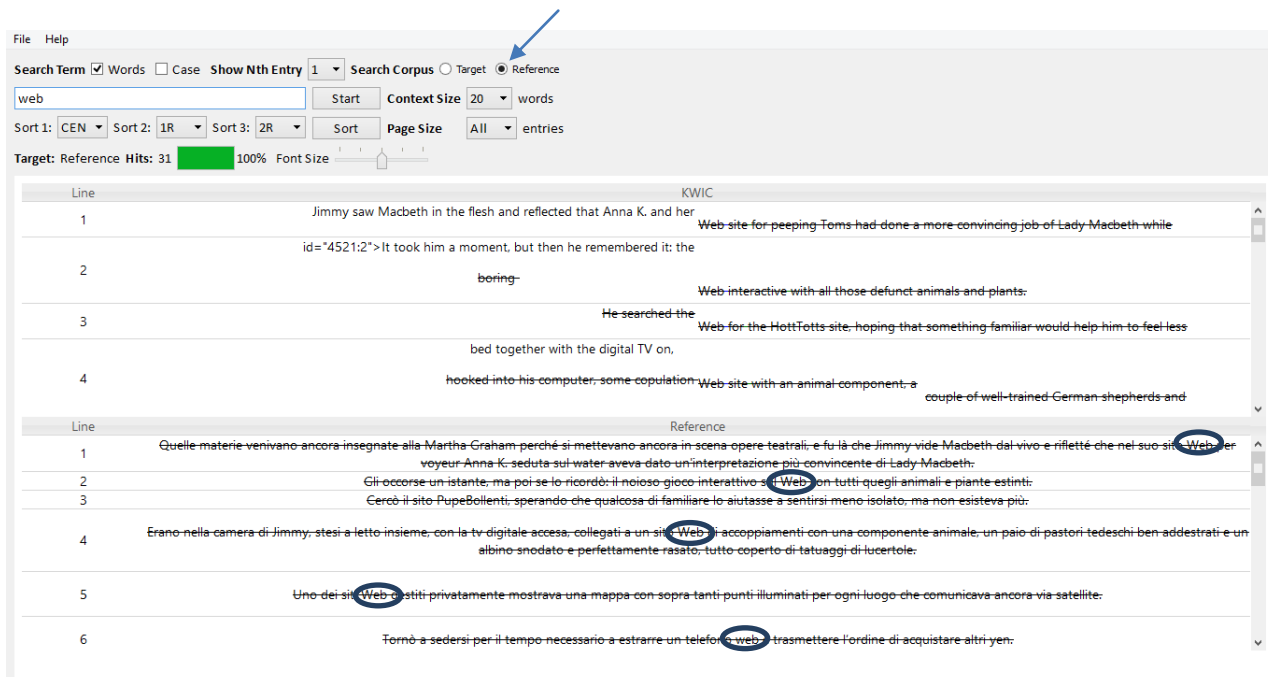 File Help
Search Term Words Case Show Nth Entry 1 Search Corpus Target Reference
web Start Context Size 20 words
Sort 1: CEN Sort 2: 1R Sort 3: 2R Sort Page Size All entries
Target: Reference Hits: 31 100% Font Size
Line KWIC
1 Jimmy saw Macbeth in the flesh and reflected that Anna K. and her
Web site for peeping Toms had done a more convincing job of Lady Macbeth while
id="4521:2">It took him a moment, but then he remembered it: the
2 boring
Web interactive with all those defunct animals and plants.
3 He searched the
Web for the HottTotts site, hoping that something familiar would help him to feel less
bed together with the digital TV on,
4 hooked into his computer, some copulation Web site with an animal component, a
couple of well-trained German shepherds and
Line Reference
1 Quelle materie venivano ancora insegnate alla Martha Graham perché si mettevano ancora in scena opere teatrali, e fu là che Jimmy vide Macbeth dal vivo e rifletté che nel suo sito Web per
voyeur Anna K. seduta sul water aveva dato un'interpretazione più convincente di Lady Macbeth.
2 Gli occorse un istante, ma poi se lo ricordò: il noioso gioco interattivo sul Web con tutti quegli animali e piante estinti.
3 Cercò il sito PupeBollenti, sperando che qualcosa di familiare lo aiutasse a sentirsi meno isolato, ma non esisteva più.
4 Erano nella camera di Jimmy, stesi a letto insieme, con la tv digitale accesa, collegati a un sito Web di accoppiamenti con una componente animale, un paio di pastori tedeschi ben addestrati e un
albino snodato e perfettamente rasato, tutto coperto di tatuaggi di lucertole.
5 Uno dei siti Web gestiti privatamente mostrava una mappa con sopra tanti punti illuminati per ogni luogo che comunicava ancora via satellite.
6 Tornò a sedersi per il tempo necessario a estrarre un telefono web e trasmettere l'ordine di acquistare altri yen.